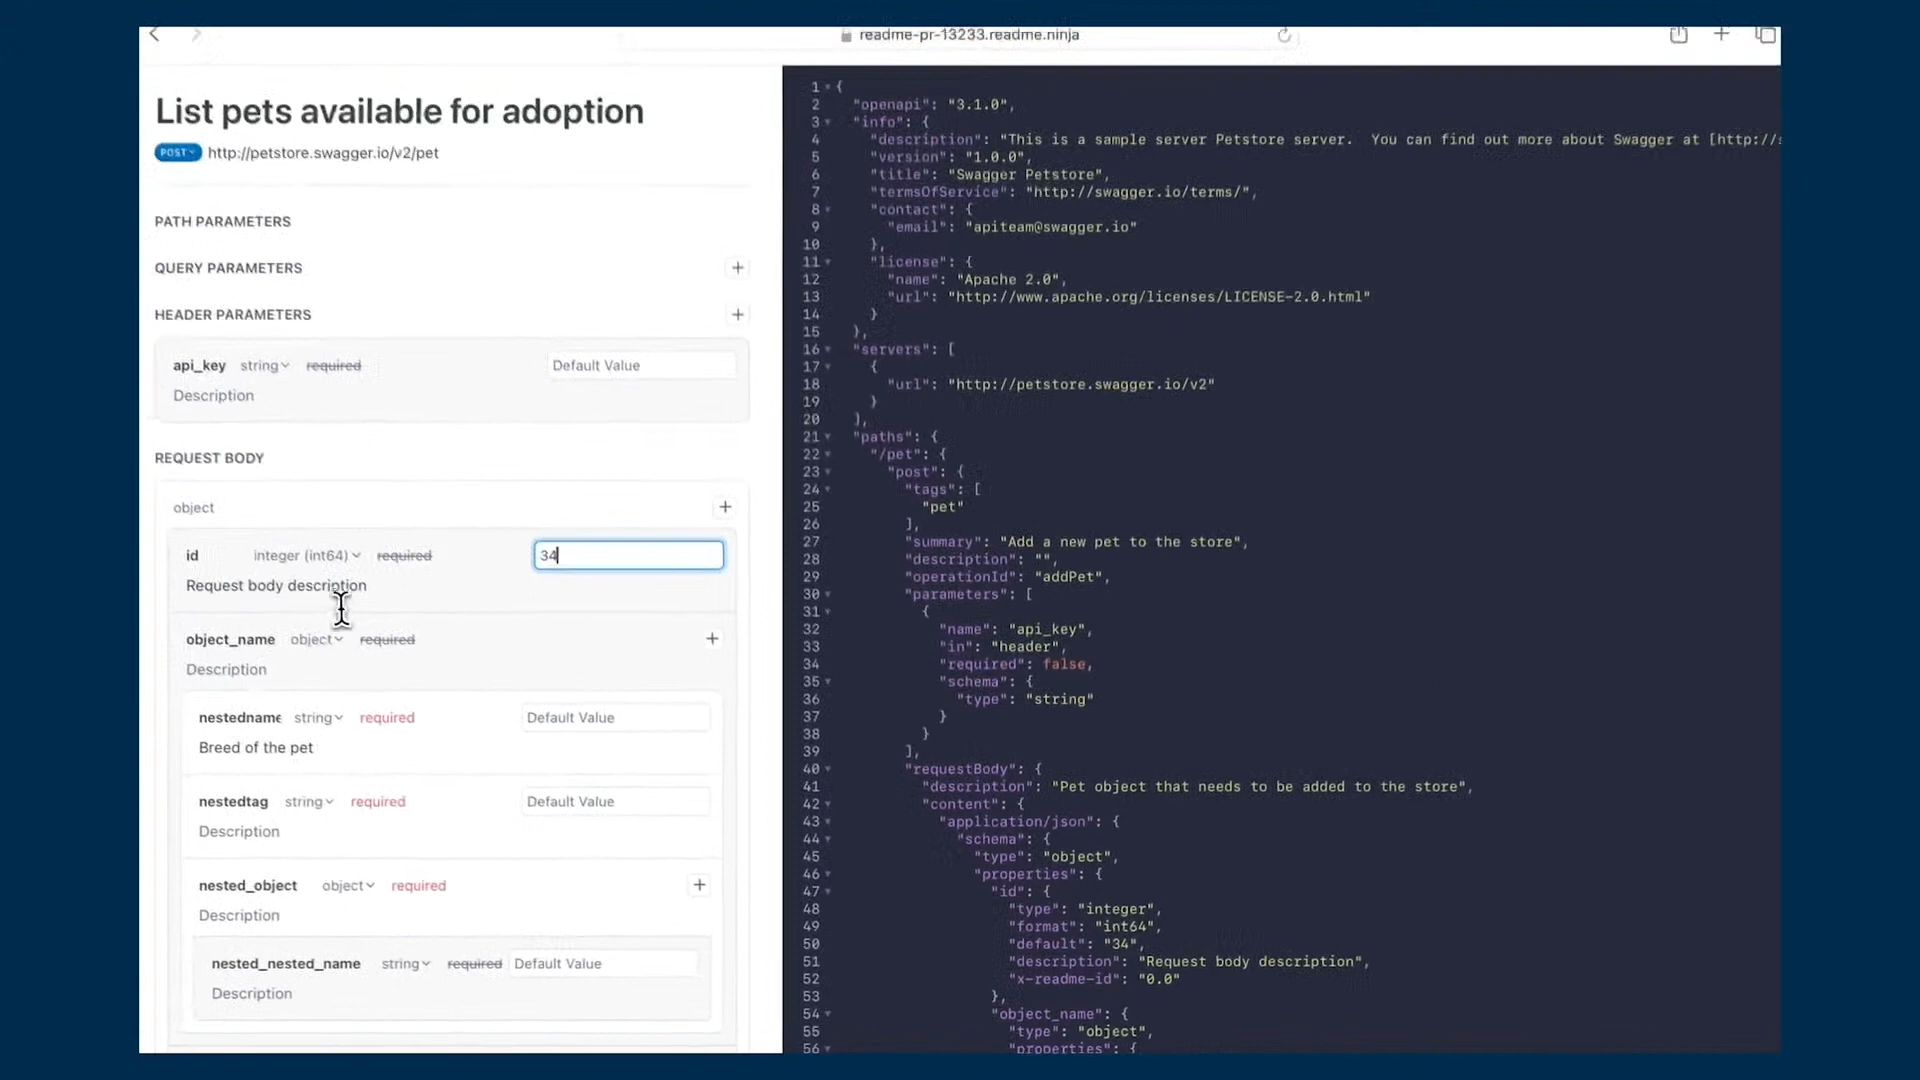 readme-pr-13233.readme.ninja
List pets available for adoption
POST http://petstore.swagger.io/v2/pet
PATH PARAMETERS
QUERY PARAMETERS
HEADER PARAMETERS
api_key string required Default Value
Description
REQUEST BODY
object
id integer (int64) required 34
Request body description
object_name object required
Description
nestedname string required Default Value
Breed of the pet
nestedtag string required Default Value
Description
nested_object object required
Description
nested_nested_name string required Default Value
Description
1 {
2 "openapi": "3.1.0",
3 "info": {
4 "description": "This is a sample server Petstore server.  You can find out more about Swagger at [http://
5 "version": "1.0.0",
6 "title": "Swagger Petstore",
7 "termsOfService": "http://swagger.io/terms/",
8 "contact": {
9 "email": "apiteam@swagger.io"
10 },
11 "license": {
12 "name": "Apache 2.0",
13 "url": "http://www.apache.org/licenses/LICENSE-2.0.html"
14 }
15 },
16 "servers": [
17 {
18 "url": "http://petstore.swagger.io/v2"
19 }
20 ],
21 "paths": {
22 "/pet": {
23 "post": {
24 "tags": [
25 "pet"
26 ],
27 "summary": "Add a new pet to the store",
28 "description": "",
29 "operationId": "addPet",
30 "parameters": [
31 {
32 "name": "api_key",
33 "in": "header",
34 "required": false,
35 "schema": {
36 "type": "string"
37 }
38 }
39 ],
40 "requestBody": {
41 "description": "Pet object that needs to be added to the store",
42 "content": {
43 "application/json": {
44 "schema": {
45 "type": "object",
46 "properties": {
47 "id": {
48 "type": "integer",
49 "format": "int64",
50 "default": "34",
51 "description": "Request body description",
52 "x-readme-id": "0.0"
53 },
54 "object_name": {
55 "type": "object",
56 "properties": {